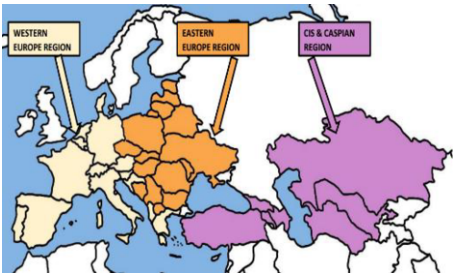 WESTERN
EUROPE REGION
EASTERN
EUROPE REGION
CIS & CASPIAN
REGION